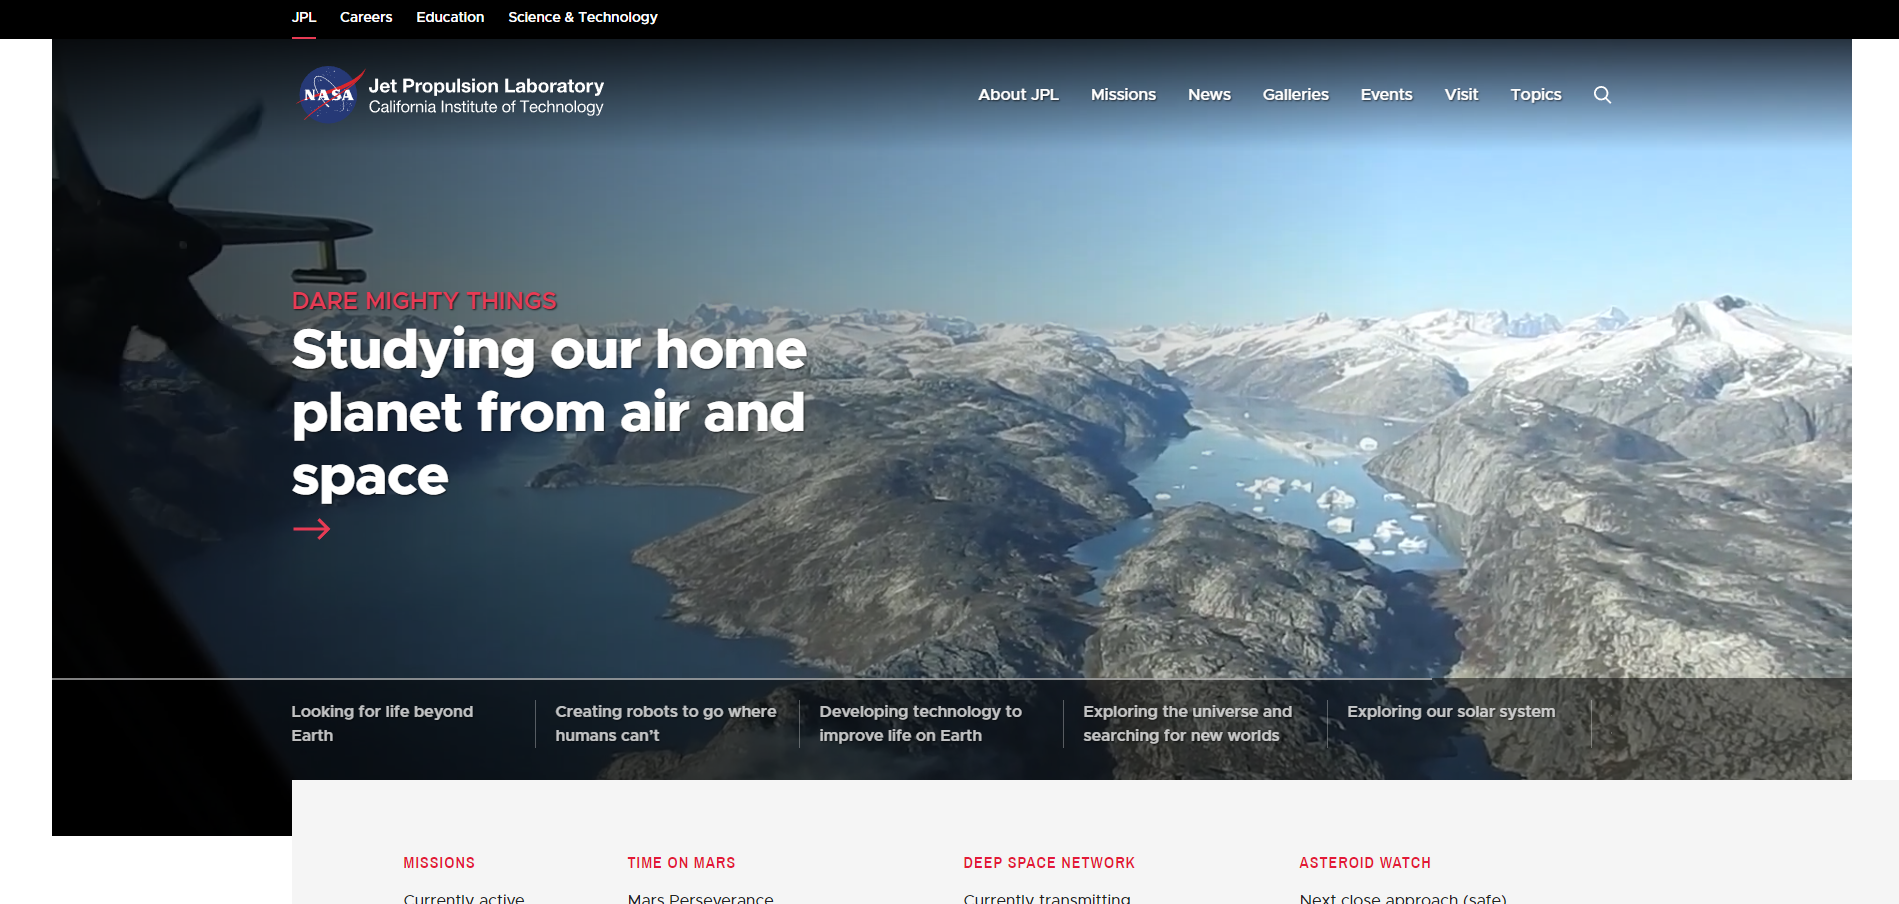 JPL
Careers
Education
Science & Technology
NASA
Jet Propulsion Laboratory
California Institute of Technology
About JPL
Missions
News
Galleries
Events
Visit
Topics
DARE MIGHTY THINGS
Studying our home
planet from air and
space
Looking for life beyond
Earth
Creating robots to go where
humans can't
Developing technology to
improve life on Earth
Exploring the universe and
searching for new worlds
Exploring our solar system
MISSIONS
Currently active
TIME ON MARS
Mars Perseverance
DEEP SPACE NETWORK
Currently transmitting
ASTEROID WATCH
Next close approach (safe)